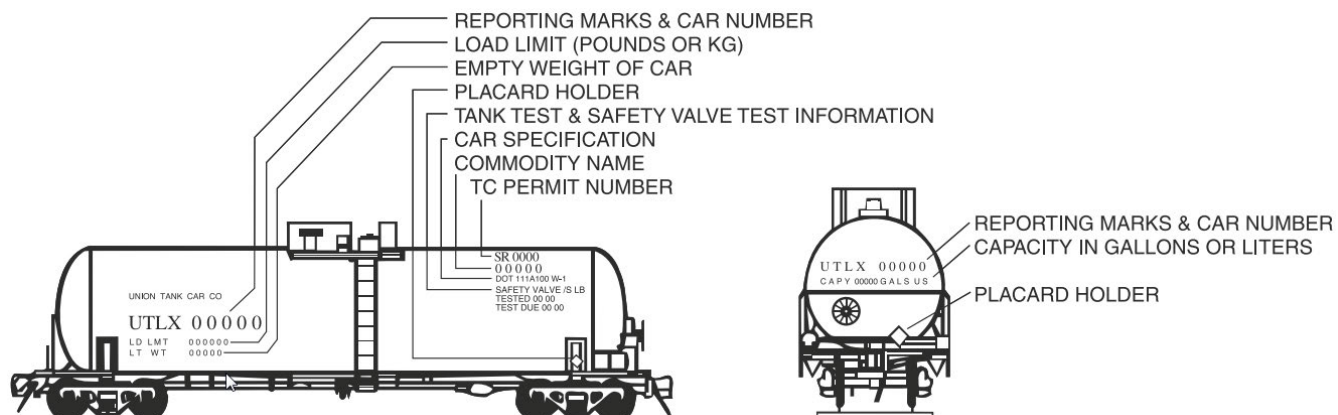 REPORTING MARKS & CAR NUMBER
LOAD LIMIT (POUNDS OR KG)
EMPTY WEIGHT OF CAR
PLACARD HOLDER
TANK TEST & SAFETY VALVE TEST INFORMATION
CAR SPECIFICATION
COMMODITY NAME
TC PERMIT NUMBER
SR 0000
00000
DOT 111A100 W-1
SAFETY VALVE /S LB
TESTED 00 00
TEST DUE 00 00
UNION TANK CAR CO
UTLX 00000
LD LMT 000000
LT WT 00000
REPORTING MARKS & CAR NUMBER
CAPACITY IN GALLONS OR LITERS
UTLX 00000
CAPY 00000 GALS US
PLACARD HOLDER